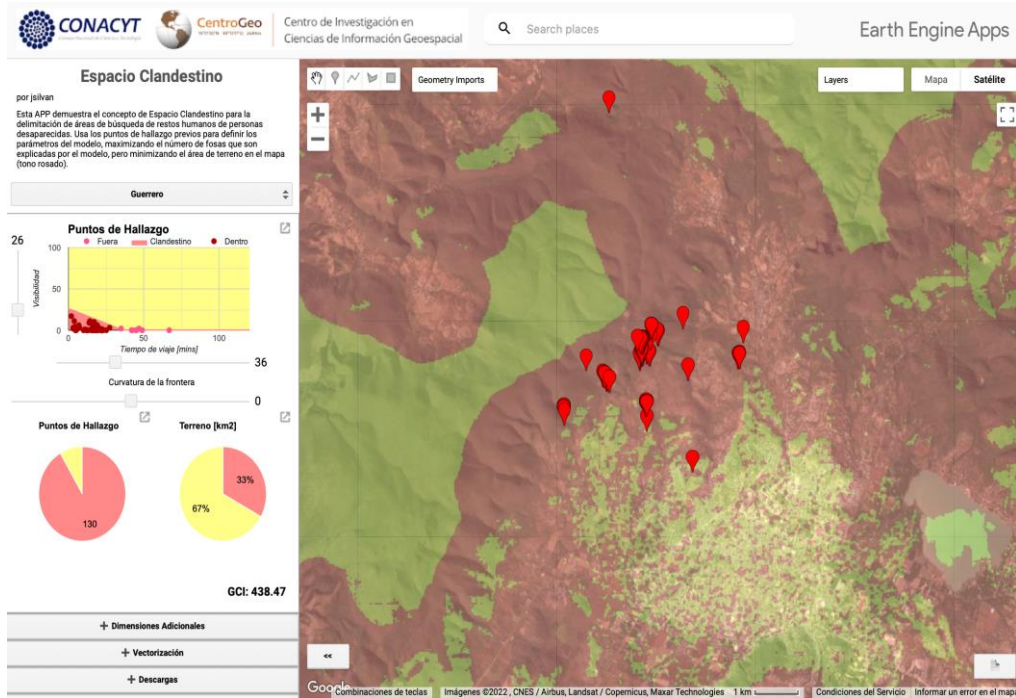 CONACYT
CentroGeo
Centro de Investigación en
Ciencias de Información Geoespacial
Search places
Earth Engine Apps
Espacio Clandestino
por jsilvan
Esta APP demuestra el concepto de Espacio Clandestino para la
delimitación de áreas de búsqueda de restos humanos de personas
desaparecidas. Usa los puntos de hallazgo previos para definir los
parámetros del modelo, maximizando el número de fosas que son
explicadas por el modelo, pero minimizando el área de terreno en el mapa
(tono rosado).
Guerrero
Puntos de Hallazgo
Fuera
Clandestino
Dentro
26
100
50
0
Visibilidad
0
50
100
Tiempo de viaje [mins]
36
Curvatura de la frontera
0
Puntos de Hallazgo
Terreno [km2]
130
33%
67%
GCI: 438.47
+ Dimensiones Adicionales
+ Vectorización
+ Descargas
Geometry Imports
Layers
Mapa
Satélite
+
−
<<
Google
Combinaciones de teclas
Imágenes ©2022 , CNES / Airbus, Landsat / Copernicus, Maxar Technologies
1 km
Condiciones del Servicio
Informar un error en el mapa